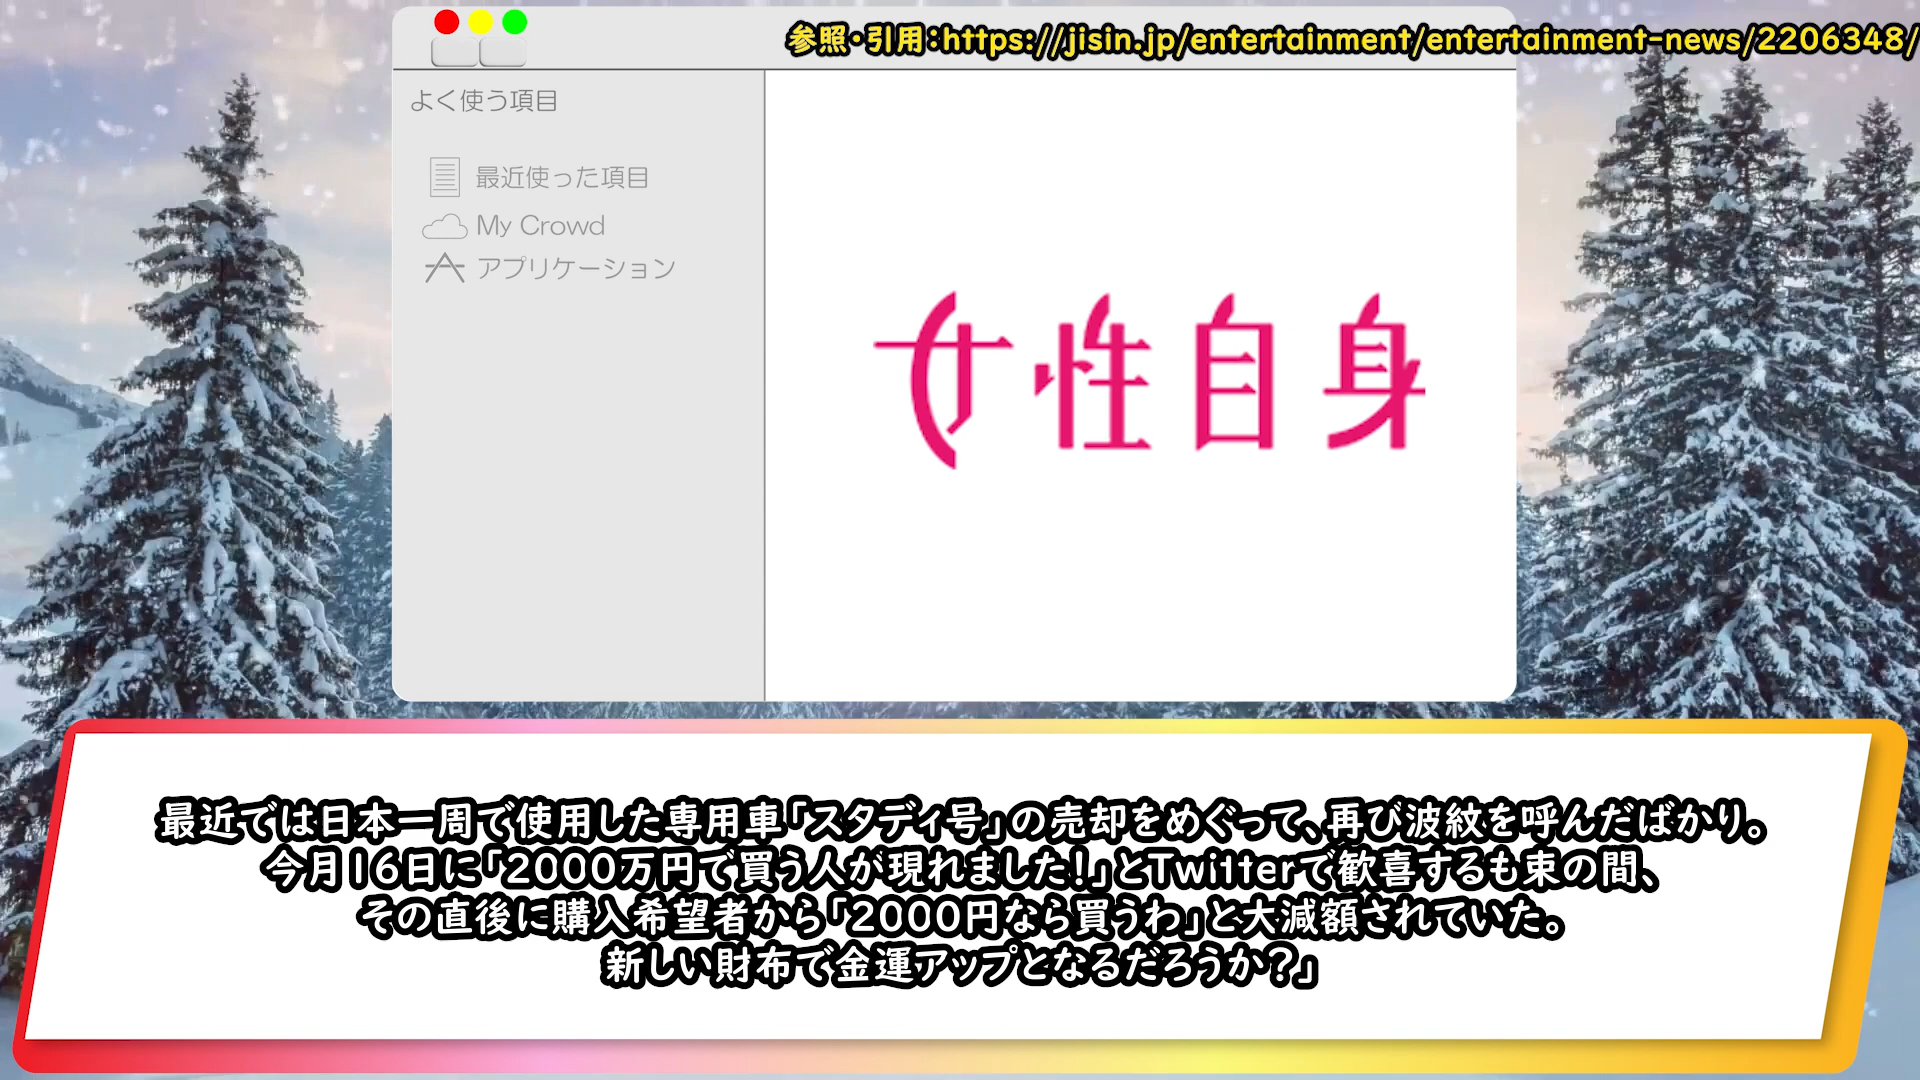 参照・引用:https://jisin.jp/entertainment/entertainment-news/2206348/
よく使う項目
最近使った項目
My Crowd
アプリケーション
女性自身
最近では日本一周で使用した専用車「スタディ号」の売却をめぐって、再び波紋を呼んだばかり。
今月16日に「2000万円で買う人が現れました!」とTwitterで歓喜するも束の間、
その直後に購入希望者から「2000円なら買うわ」と大減額されていた。
新しい財布で金運アップとなるだろうか?」